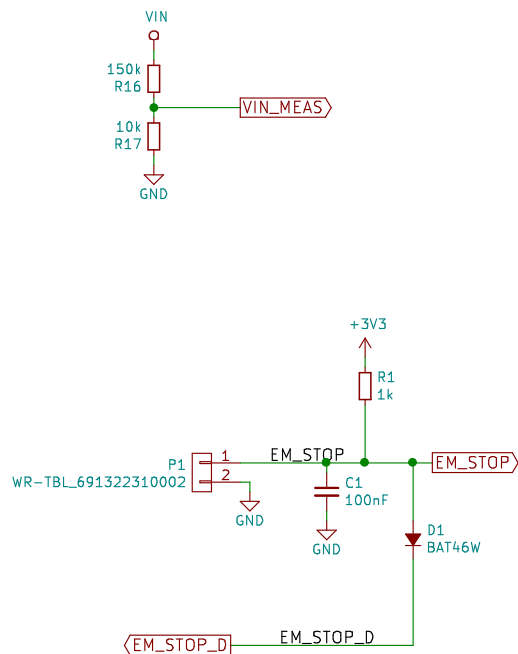 VIN
150k
R16
VIN_MEAS
10k
R17
GND
+3V3
R1
1k
EM_STOP
P1
1
2
WR-TBL_691322310002
EM_STOP
C1
100nF
GND
GND
D1
BAT46W
EM_STOP_D
EM_STOP_D